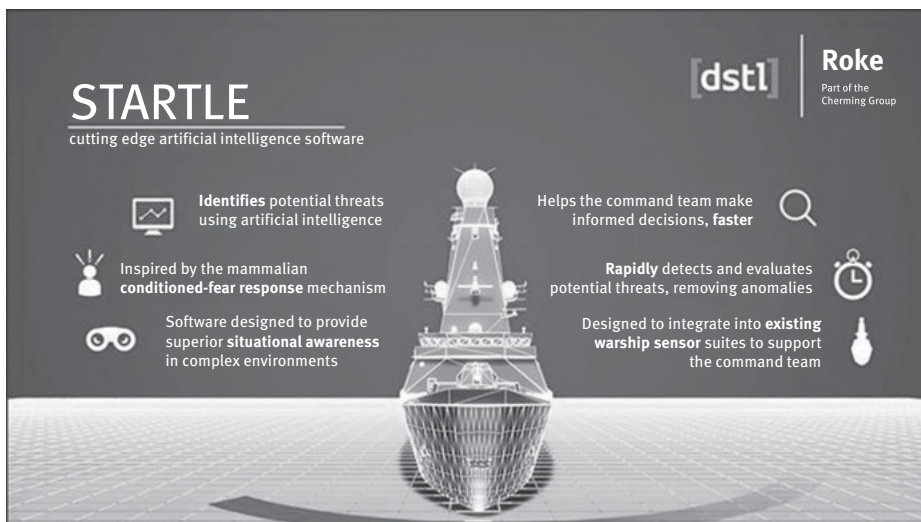 STARTLE
cutting edge artificial intelligence software
[dstl]
Roke
Part of the
Cherming Group
Identifies potential threats
using artificial intelligence
Inspired by the mammalian
conditioned-fear response mechanism
Software designed to provide
superior situational awareness
in complex environments
Helps the command team make
informed decisions, faster
Rapidly detects and evaluates
potential threats, removing anomalies
Designed to integrate into existing
warship sensor suites to support
the command team